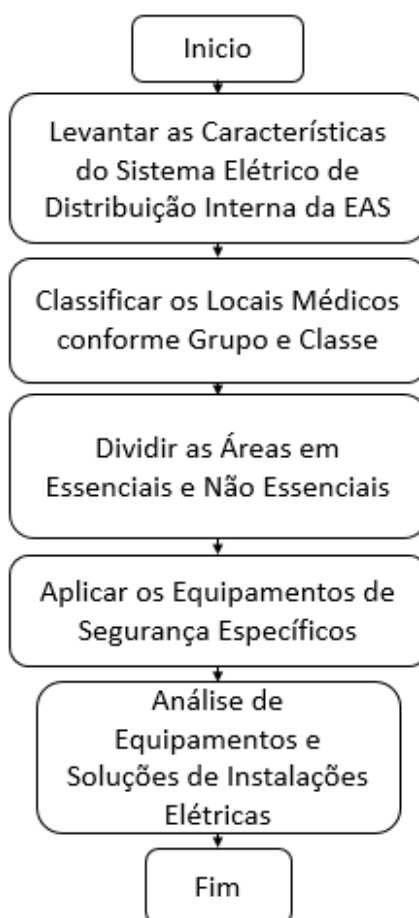 Inicio
Levantar as Características
do Sistema Elétrico de
Distribuição Interna da EAS
Classificar os Locais Médicos
conforme Grupo e Classe
Dividir as Áreas em
Essenciais e Não Essenciais
Aplicar os Equipamentos de
Segurança Específicos
Análise de
Equipamentos e
Soluções de Instalações
Elétricas
Fim